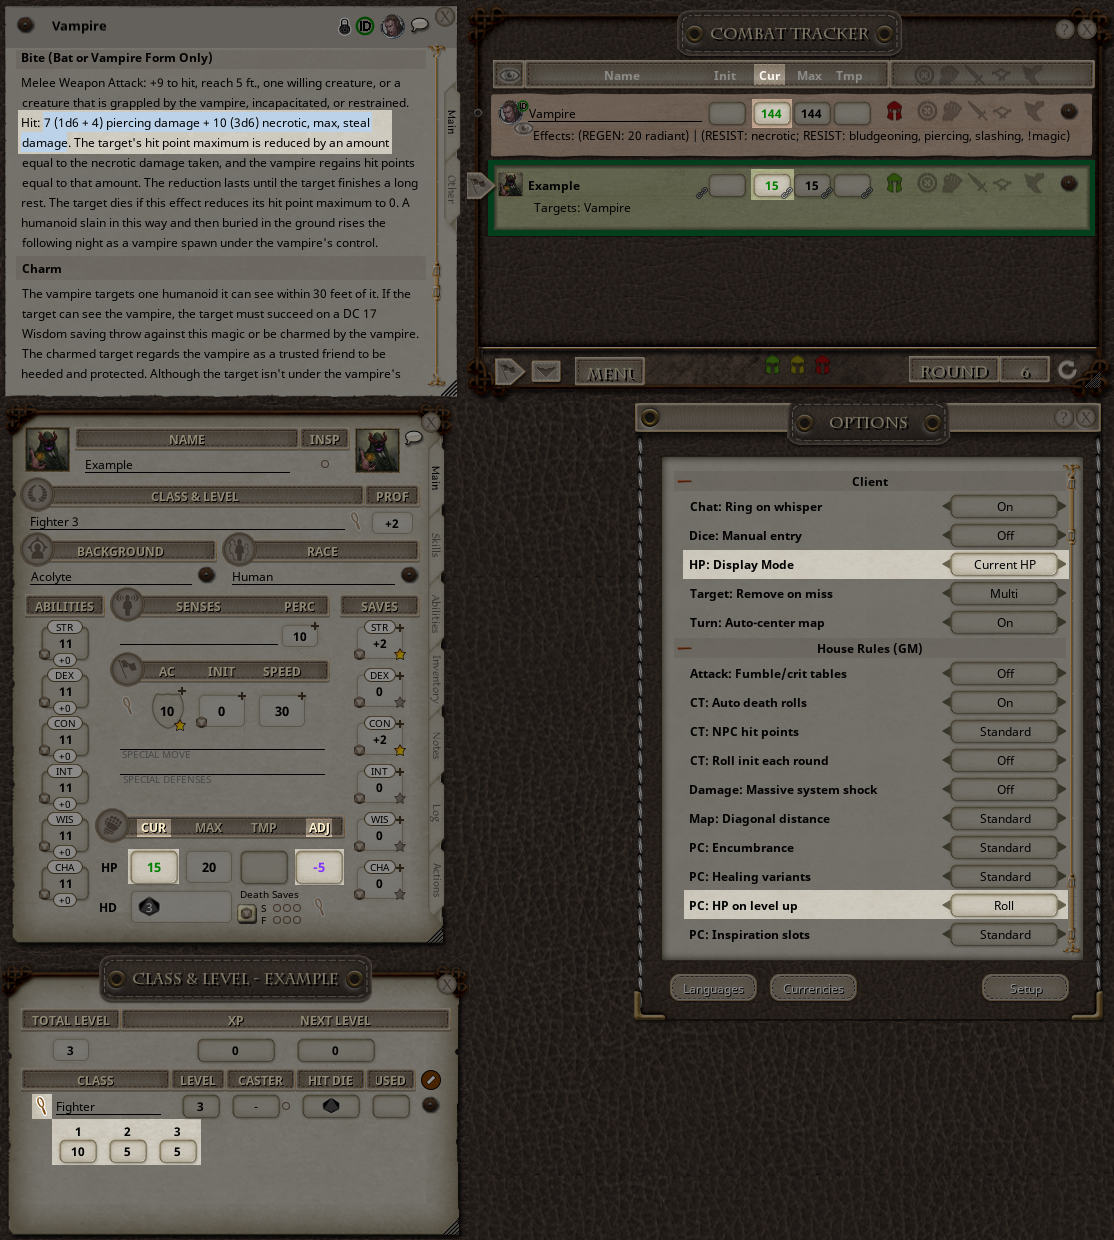 Vampire
ID
X
Bite (Bat or Vampire Form Only)
Melee Weapon Attack: +9 to hit, reach 5 ft., one willing creature, or a
creature that is grappled by the vampire, incapacitated, or restrained.
Hit: 7 (1d6 + 4) piercing damage + 10 (3d6) necrotic, max, steal
damage. The target's hit point maximum is reduced by an amount
equal to the necrotic damage taken, and the vampire regains hit points
equal to that amount. The reduction lasts until the target finishes a long
rest. The target dies if this effect reduces its hit point maximum to 0. A
humanoid slain in this way and then buried in the ground rises the
following night as a vampire spawn under the vampire's control.
Charm
The vampire targets one humanoid it can see within 30 feet of it. If the
target can see the vampire, the target must succeed on a DC 17
Wisdom saving throw against this magic or be charmed by the vampire.
The charmed target regards the vampire as a trusted friend to be
heeded and protected. Although the target isn't under the vampire's
Main
Other
COMBAT TRACKER
? X
Name Init Cur Max Tmp
ID
Vampire 144 144
Effects: (REGEN: 20 radiant) | (RESIST: necrotic; RESIST: bludgeoning, piercing, slashing, !magic)
Example 15 15
Targets: Vampire
MENU ROUND 6
X
NAME INSP
Example
CLASS & LEVEL PROF
Fighter 3 +2
BACKGROUND RACE
Acolyte Human
ABILITIES SENSES PERC SAVES
STR 11 +0
DEX 11 +0
CON 11 +0
INT 11 +0
WIS 11 +0
CHA 11 +0
10
AC INIT SPEED
10 0 30
SPECIAL MOVE
SPECIAL DEFENSES
STR +2
DEX 0
CON +2
INT 0
WIS 0
CHA 0
CUR MAX TMP ADJ
HP 15 20 -5
HD 3
Death Saves
S
F
Main
Skills
Abilities
Inventory
Notes
Log
Actions
CLASS & LEVEL - EXAMPLE
X
TOTAL LEVEL XP NEXT LEVEL
3 0 0
CLASS LEVEL CASTER HIT DIE USED
Fighter 3 -
1 2 3
10 5 5
OPTIONS
? X
Client
Chat: Ring on whisper On
Dice: Manual entry Off
HP: Display Mode Current HP
Target: Remove on miss Multi
Turn: Auto-center map On
House Rules (GM)
Attack: Fumble/crit tables Off
CT: Auto death rolls On
CT: NPC hit points Standard
CT: Roll init each round Off
Damage: Massive system shock Off
Map: Diagonal distance Standard
PC: Encumbrance Standard
PC: Healing variants Standard
PC: HP on level up Roll
PC: Inspiration slots Standard
Languages Currencies Setup